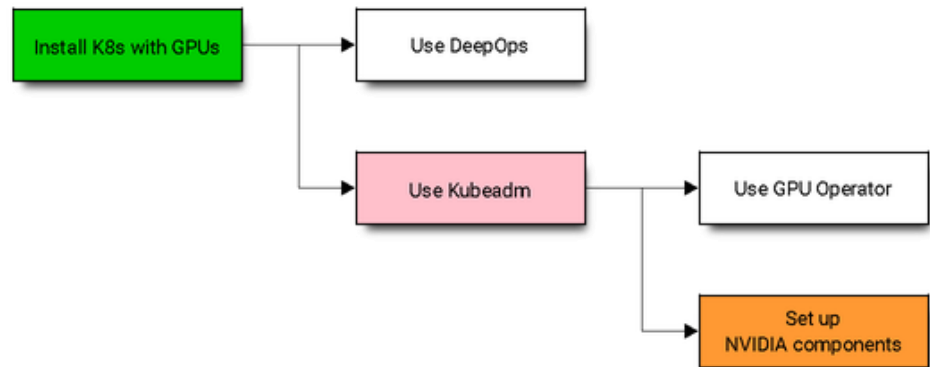 Install K8s with GPUs
Use DeepOps
Use Kubeadm
Use GPU Operator
Set up
NVIDIA components